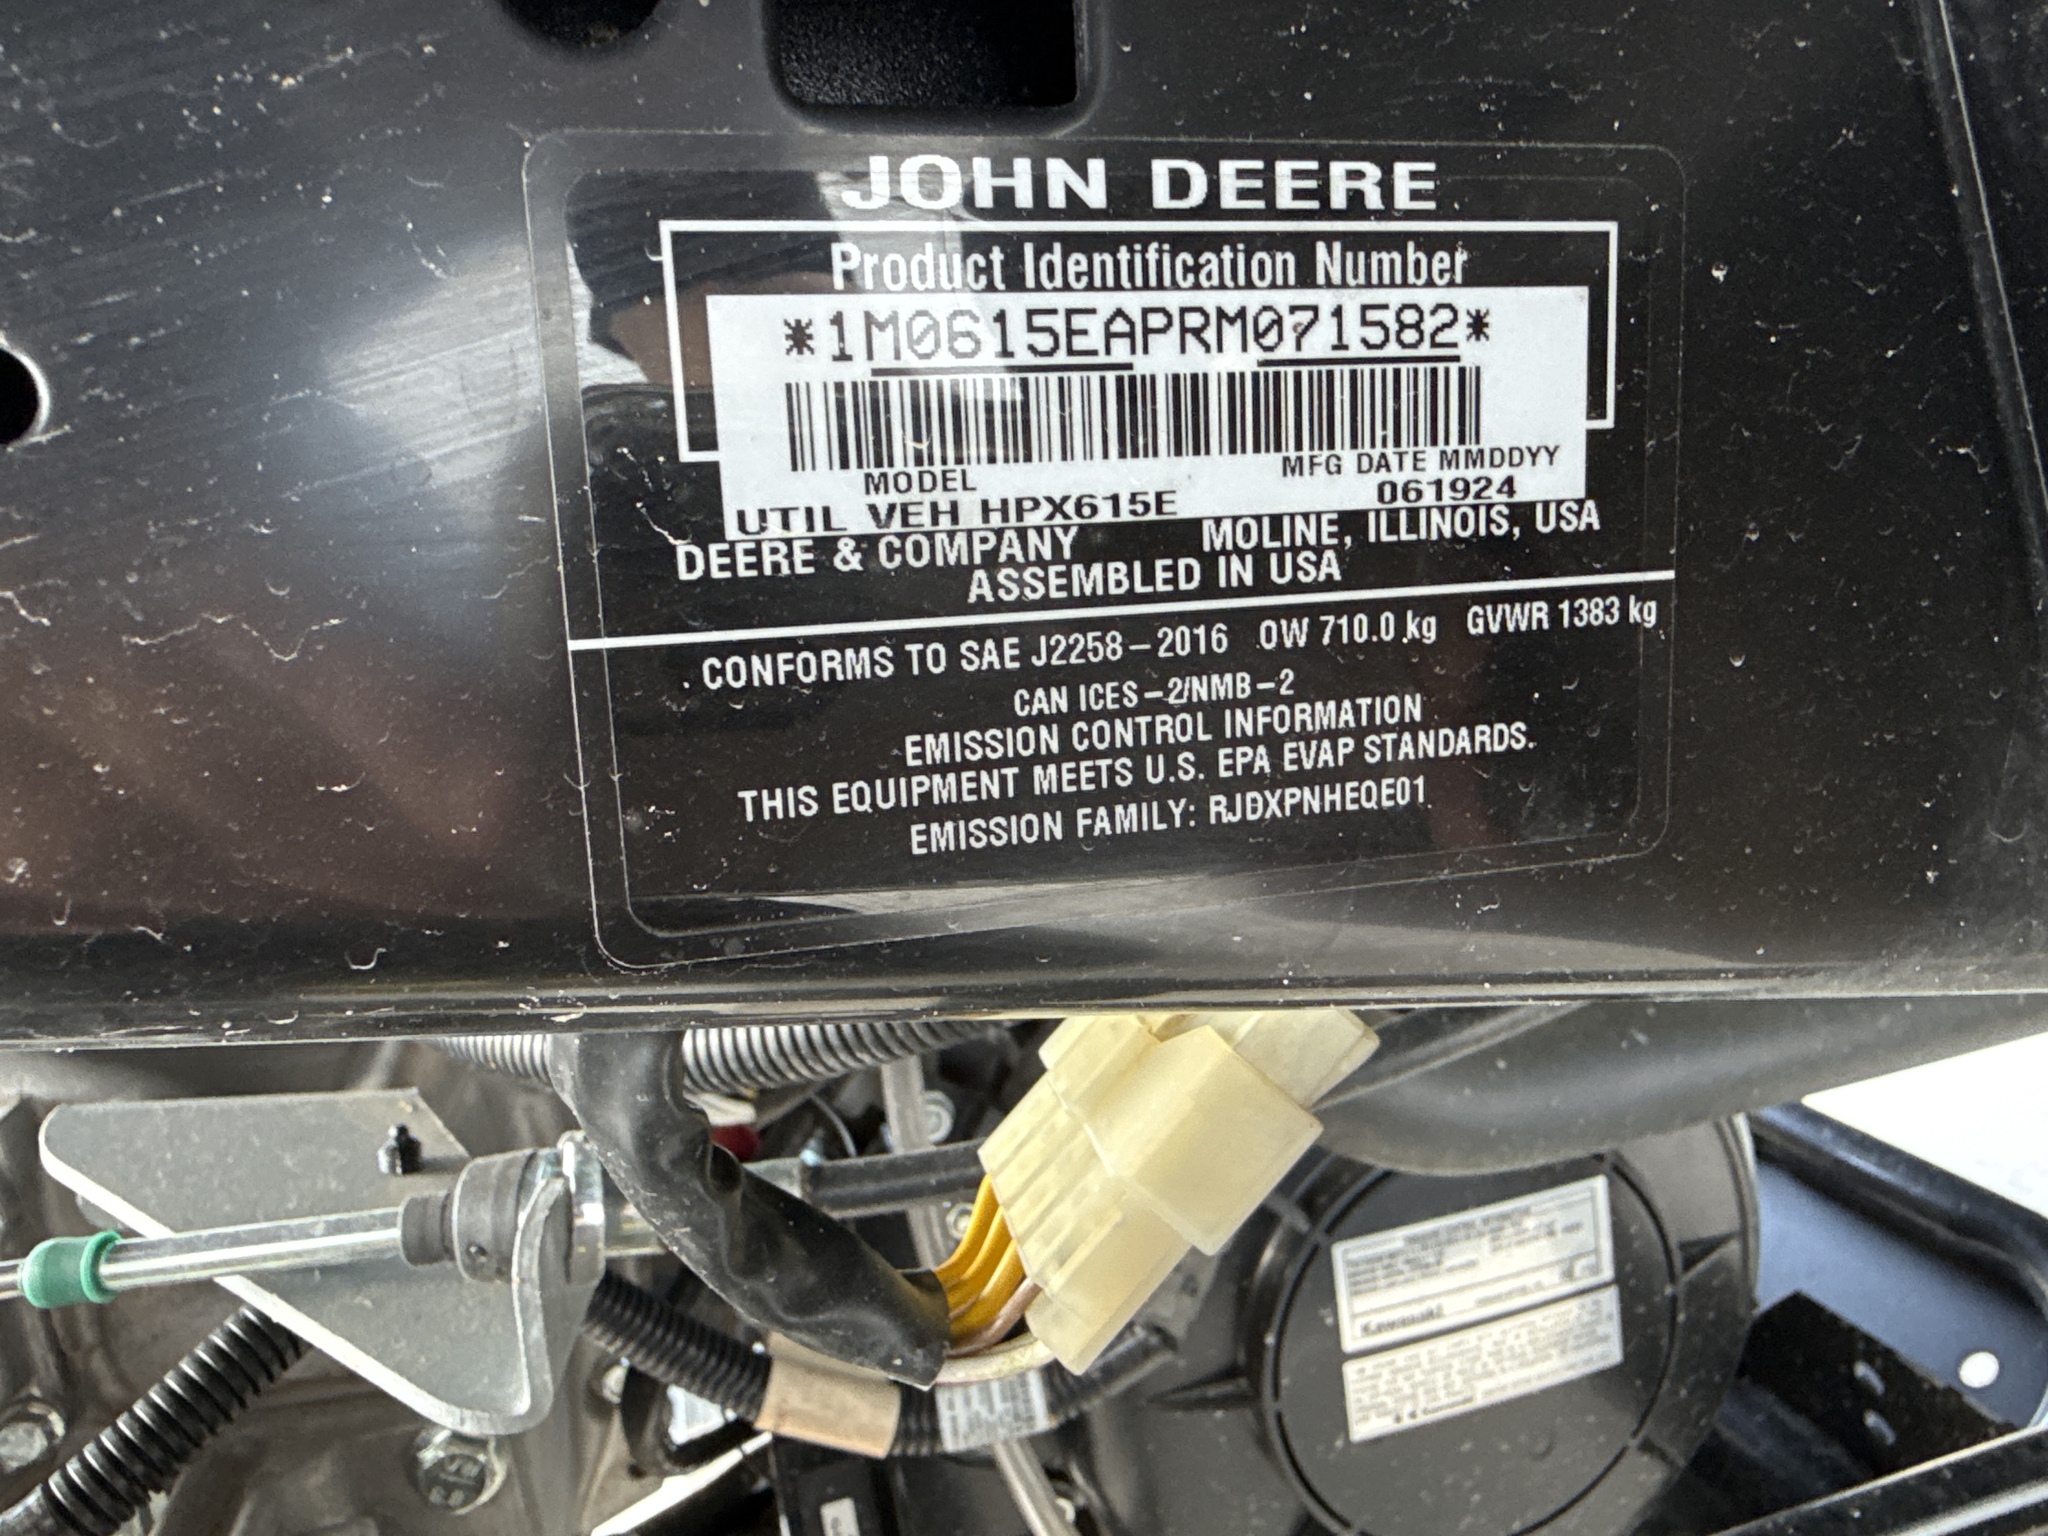 JOHN DEERE
Product Identification Number
*1M0615EAPRM071582*
MODEL MFG DATE MMDDYY
UTIL VEH HPX615E 061924
DEERE & COMPANY MOLINE, ILLINOIS, USA
ASSEMBLED IN USA
CONFORMS TO SAE J2258-2016 OW 710.0 kg GVWR 1383 kg
CAN ICES-2/NMB-2
EMISSION CONTROL INFORMATION
THIS EQUIPMENT MEETS U.S. EPA EVAP STANDARDS.
EMISSION FAMILY: RJDXPNHEQE01
Kawasaki